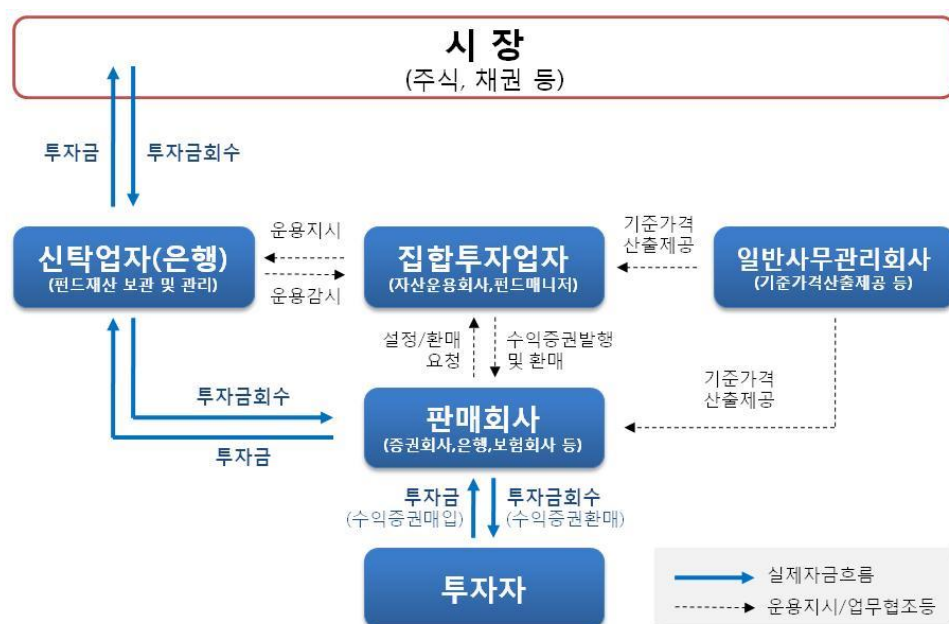 시 장
(주식, 채권 등)
투자금
투자금회수
신탁업자(은행)
(펀드재산 보관 및 관리)
운용지시
운용감시
집합투자업자
(자산운용회사,펀드매니저)
기준가격
산출제공
일반사무관리회사
(기준가격산출제공 등)
설정/환매
요청
수익증권발행
및 환매
기준가격
산출제공
투자금회수
투자금
판매회사
(증권회사,은행,보험회사 등)
투자금
(수익증권매입)
투자금회수
(수익증권환매)
투자자
실제자금흐름
운용지시/업무협조등